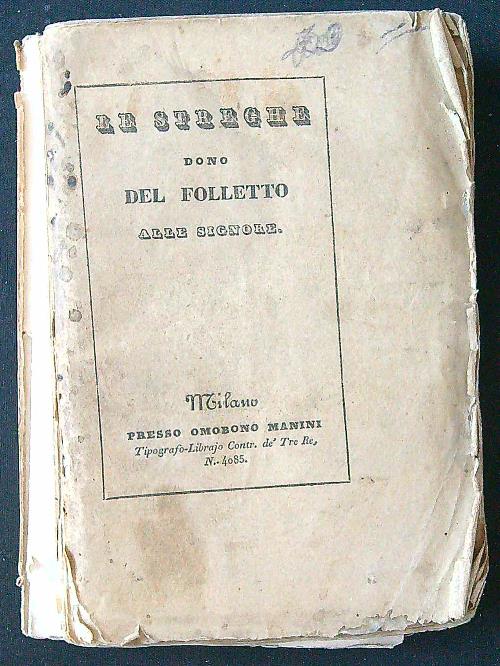 LE STREGHE
DONO
DEL FOLLETTO
ALLE SIGNORE.
Milano
PRESSO OMOBONO MANINI
Tipografo-Librajo Contr. de' Tre Re,
N.. 4085.